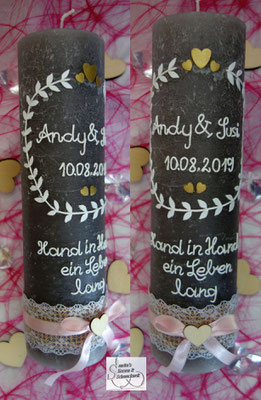 Andy &
10.08.201
Hand in
ein Leben
lang
Andy & Susi
10.08.2019
Hand in Hand
ein Leben
lang